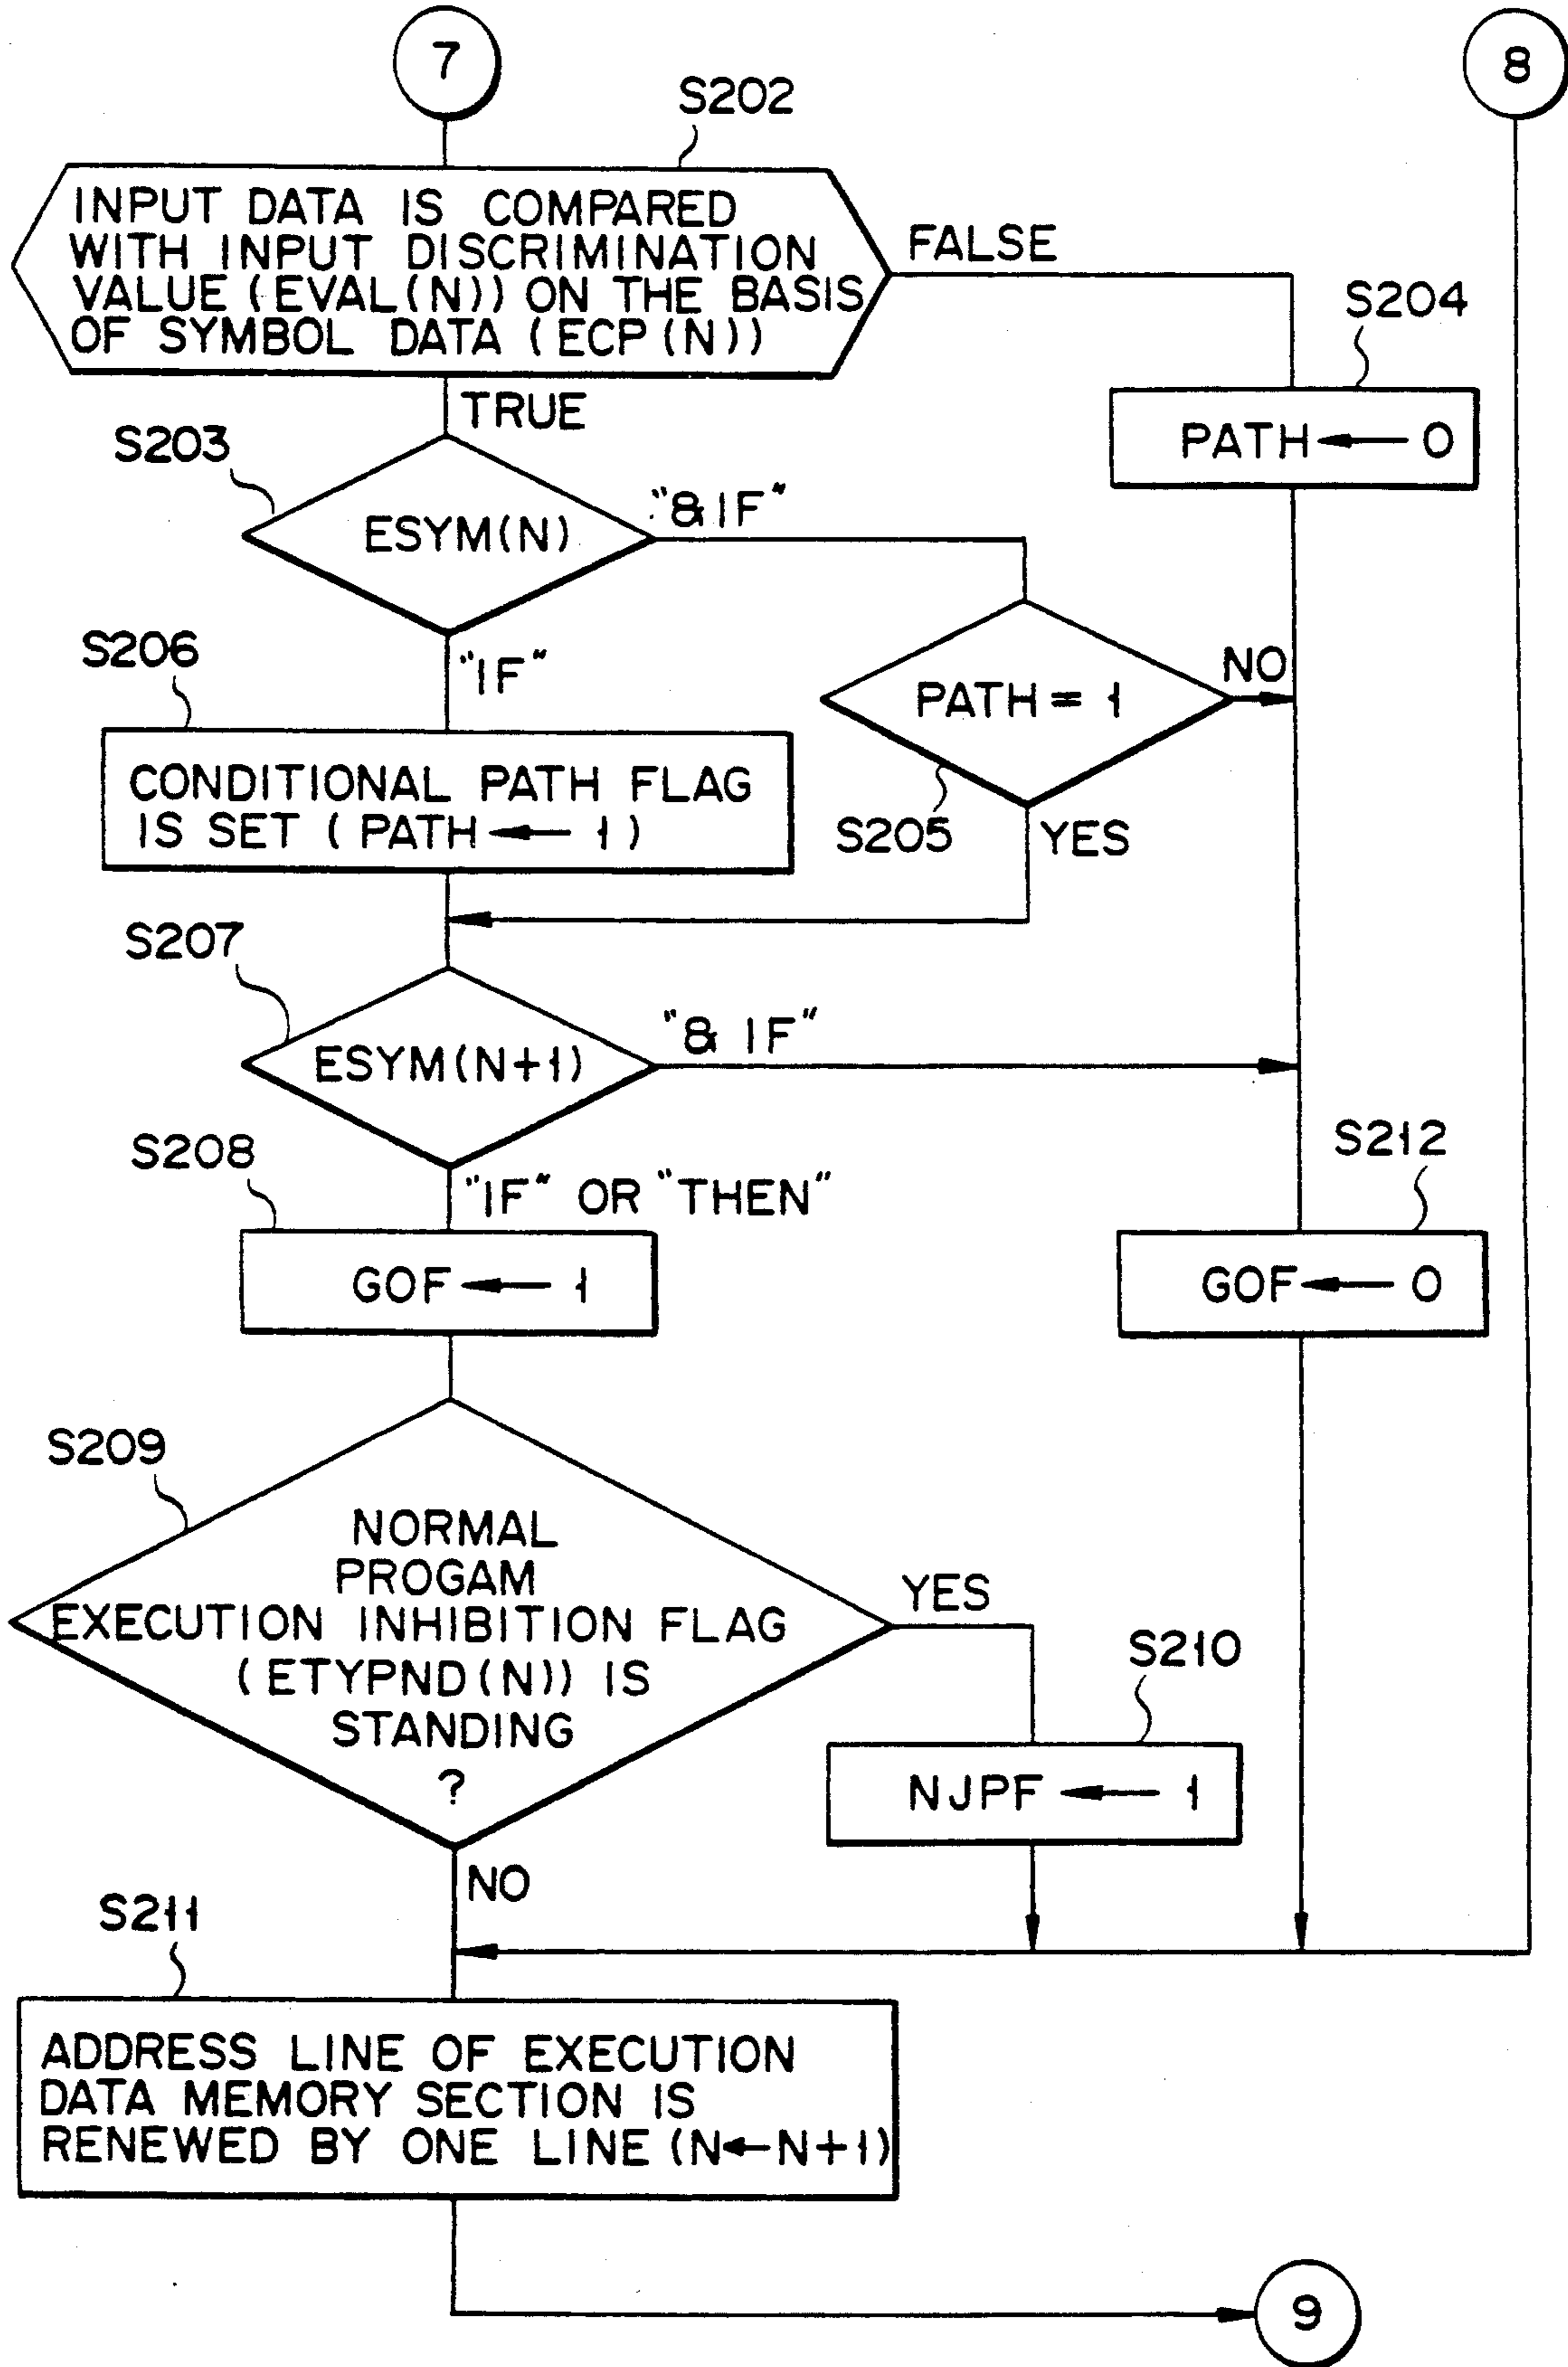 7
8
S202
INPUT DATA IS COMPARED
WITH INPUT DISCRIMINATION
VALUE (EVAL(N)) ON THE BASIS
OF SYMBOL DATA (ECP(N))
FALSE
TRUE
S204
PATH ← 0
S203
ESYM(N)
"& IF"
"IF"
PATH = 1
NO
S205
YES
S206
CONDITIONAL PATH FLAG
IS SET (PATH ← 1)
S207
ESYM(N+1)
"& IF"
"IF" OR "THEN"
S208
GOF ← 1
S212
GOF ← 0
S209
NORMAL
PROGAM
EXECUTION INHIBITION FLAG
(ETYPND(N)) IS
STANDING
?
YES
S210
NJPF ← 1
NO
S211
ADDRESS LINE OF EXECUTION
DATA MEMORY SECTION IS
RENEWED BY ONE LINE (N←N+1)
9